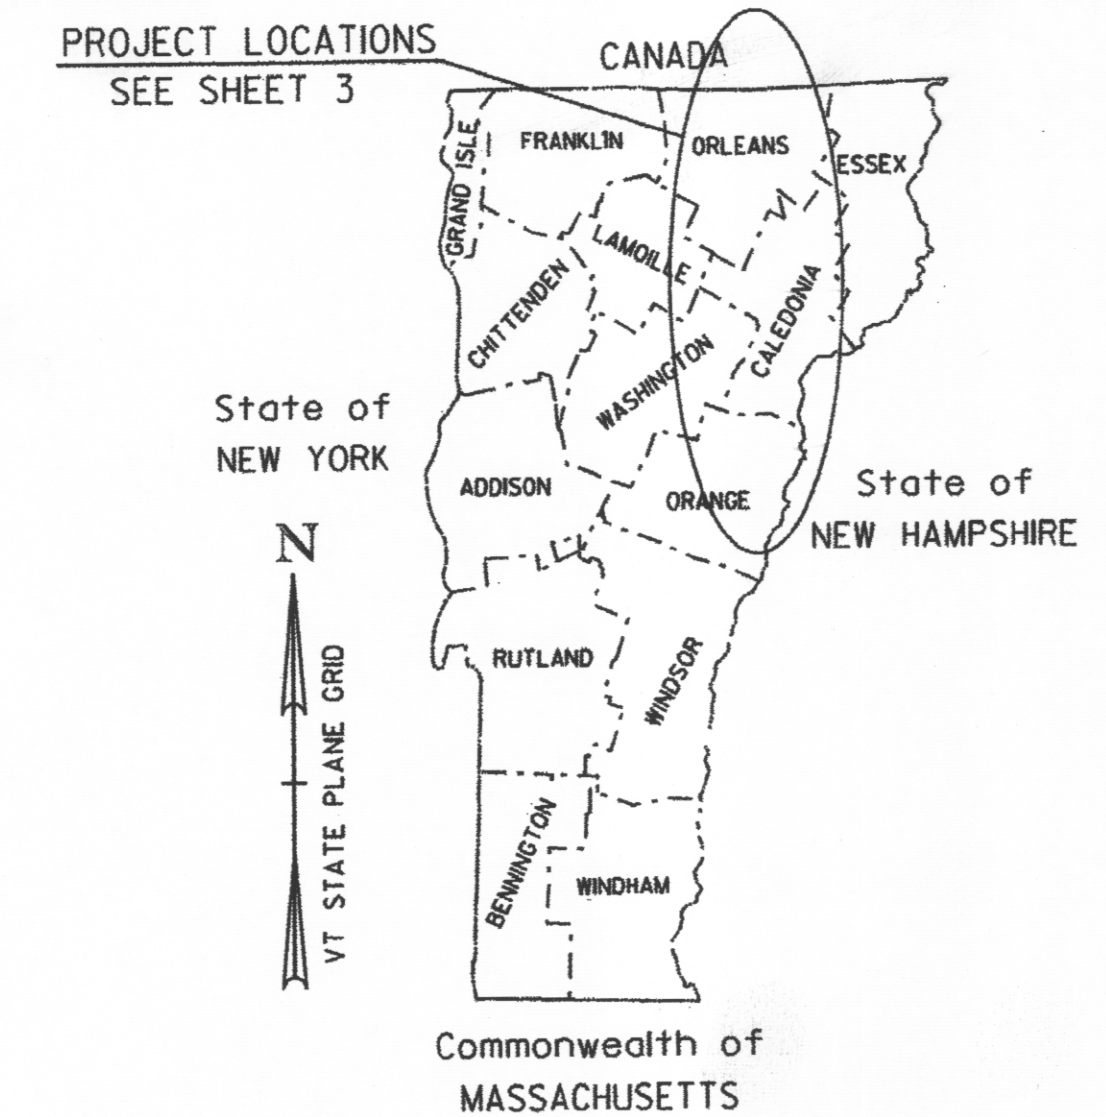 PROJECT LOCATIONS
SEE SHEET 3
CANADA
GRAND ISLE
FRANKLIN
ORLEANS
ESSEX
LAMOILLE
CHITTENDEN
CALEDONIA
WASHINGTON
State of
NEW YORK
ADDISON
ORANGE
State of
NEW HAMPSHIRE
N
VT STATE PLANE GRID
RUTLAND
WINDSOR
BENNINGTON
WINDHAM
Commonwealth of
MASSACHUSETTS